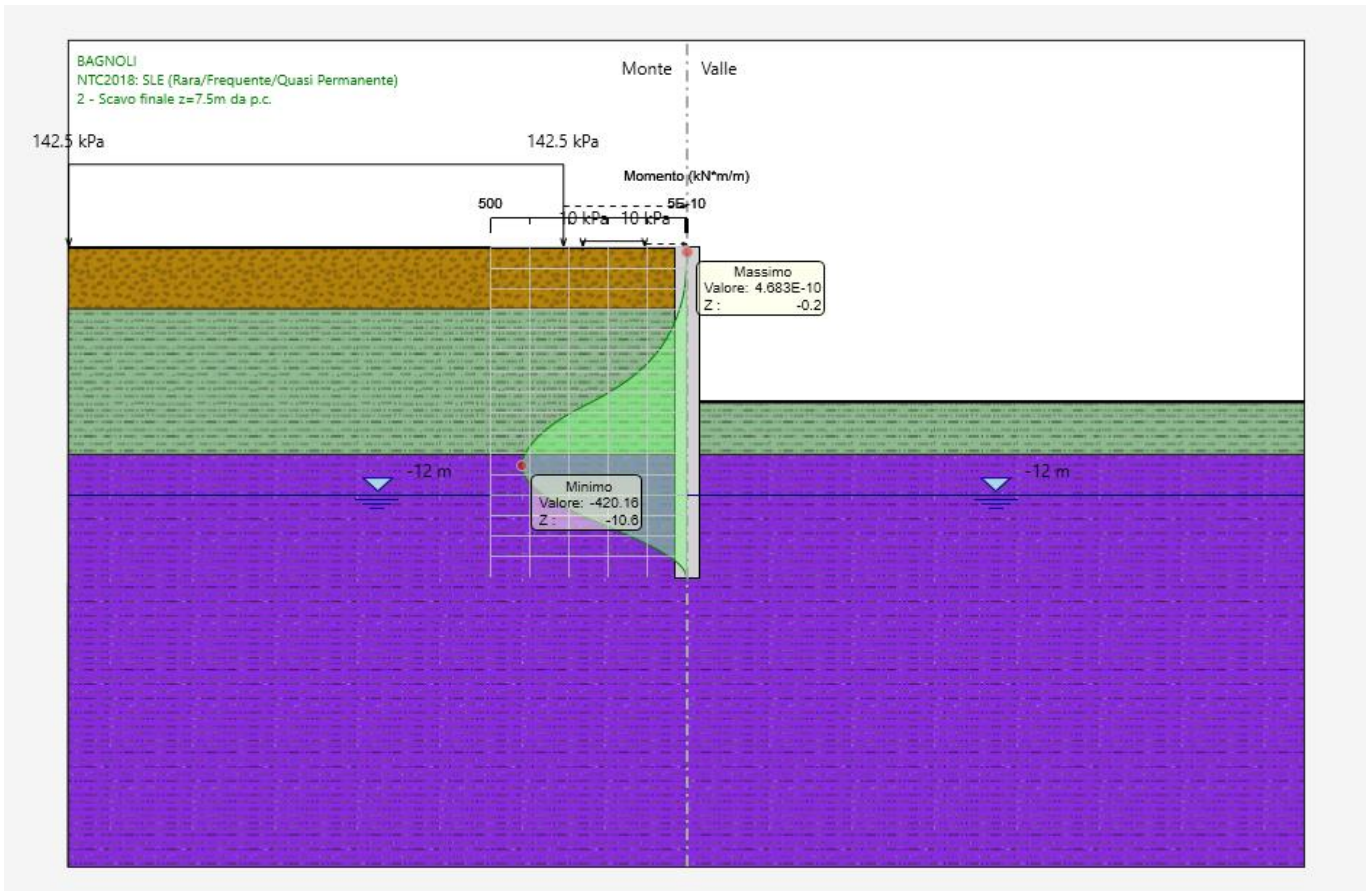 BAGNOLI
NTC2018: SLE (Rara/Frequente/Quasi Permanente)
2 - Scavo finale z=7.5m da p.c.
Monte
Valle
142.5 kPa
142.5 kPa
Momento (kN*m/m)
500
5E-10
10 kPa
10 kPa
Massimo
Valore: 4.683E-10
Z : -0.2
-12 m
-12 m
Minimo
Valore: -420.16
Z : -10.6